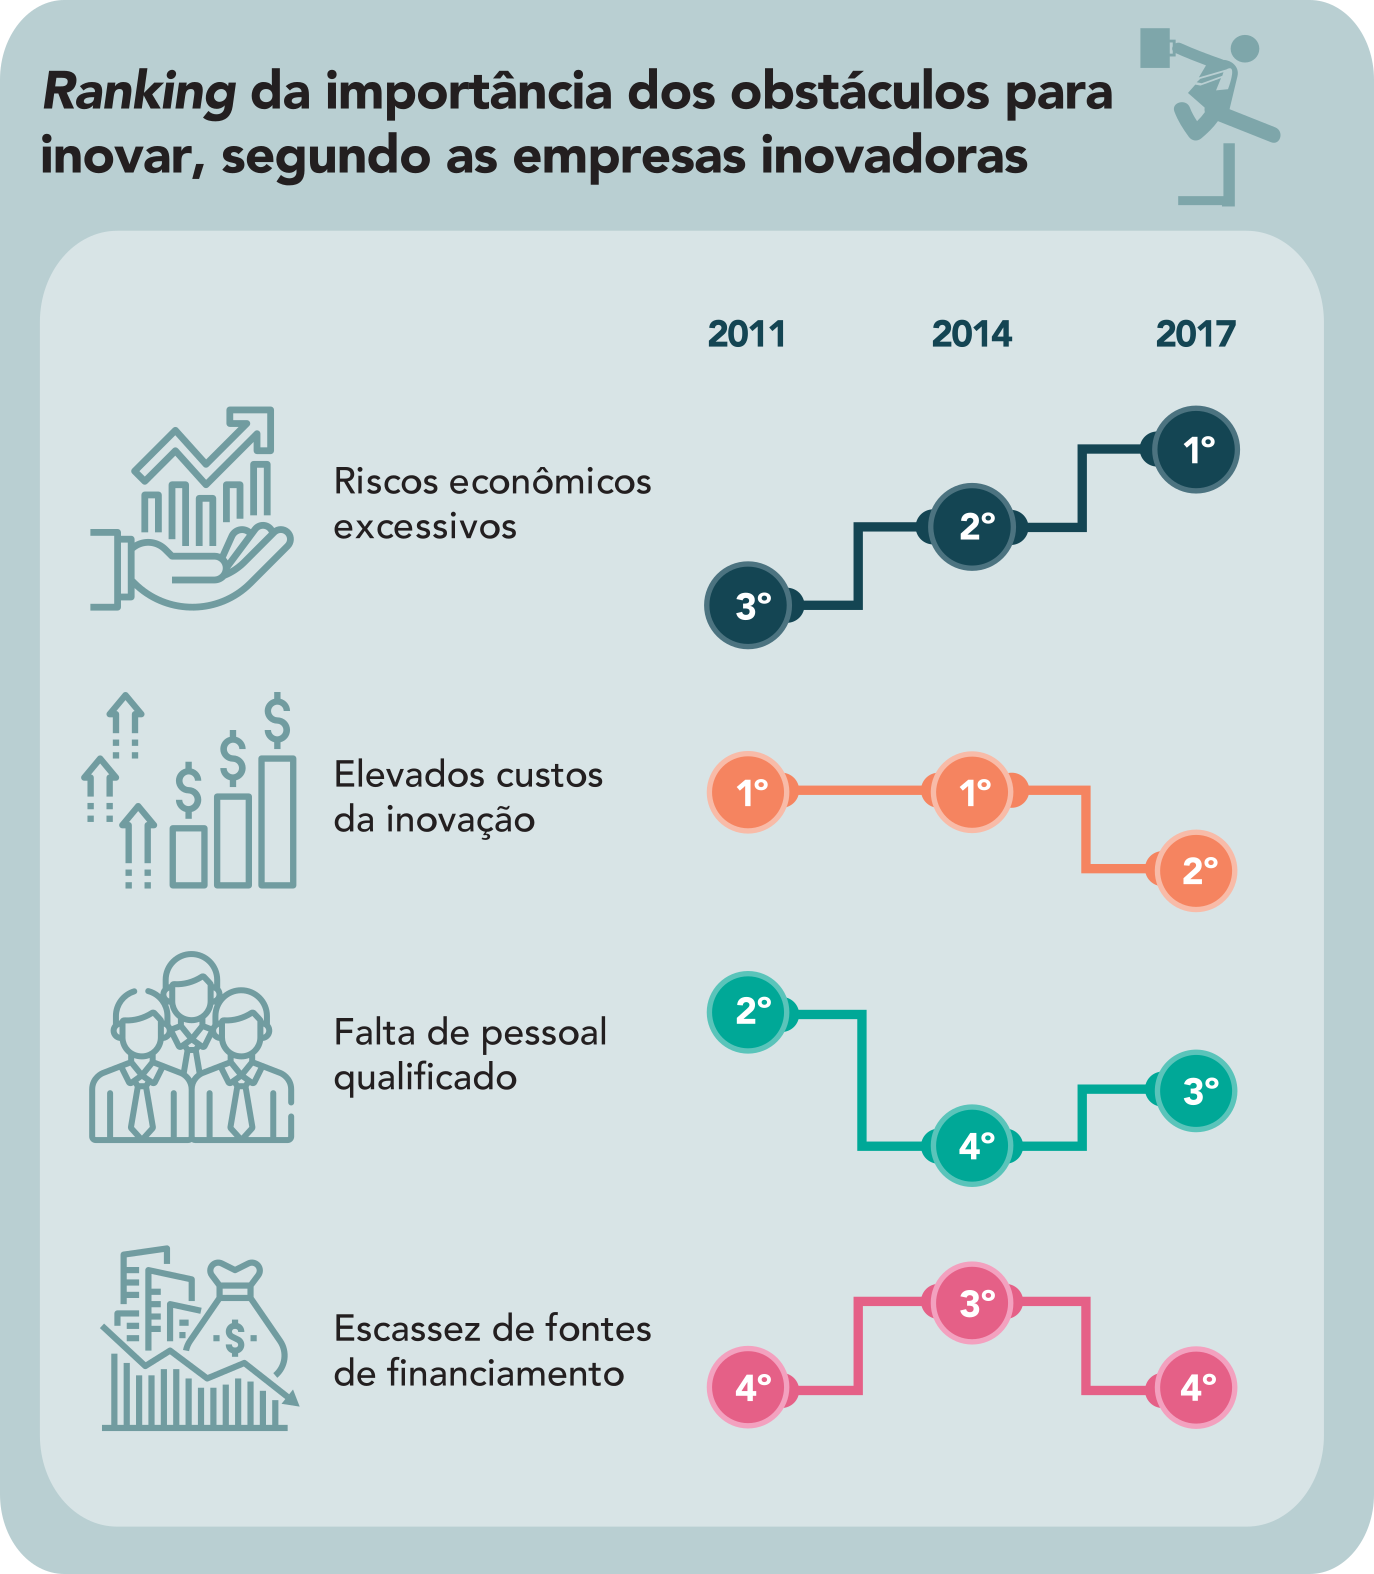 Ranking da importância dos obstáculos para
inovar, segundo as empresas inovadoras
2011 2014 2017
Riscos econômicos
excessivos
3º 2º 1º
Elevados custos
da inovação
1º 1º 2º
Falta de pessoal
qualificado
2º 4º 3º
Escassez de fontes
de financiamento
4º 3º 4º
$ $ $
$